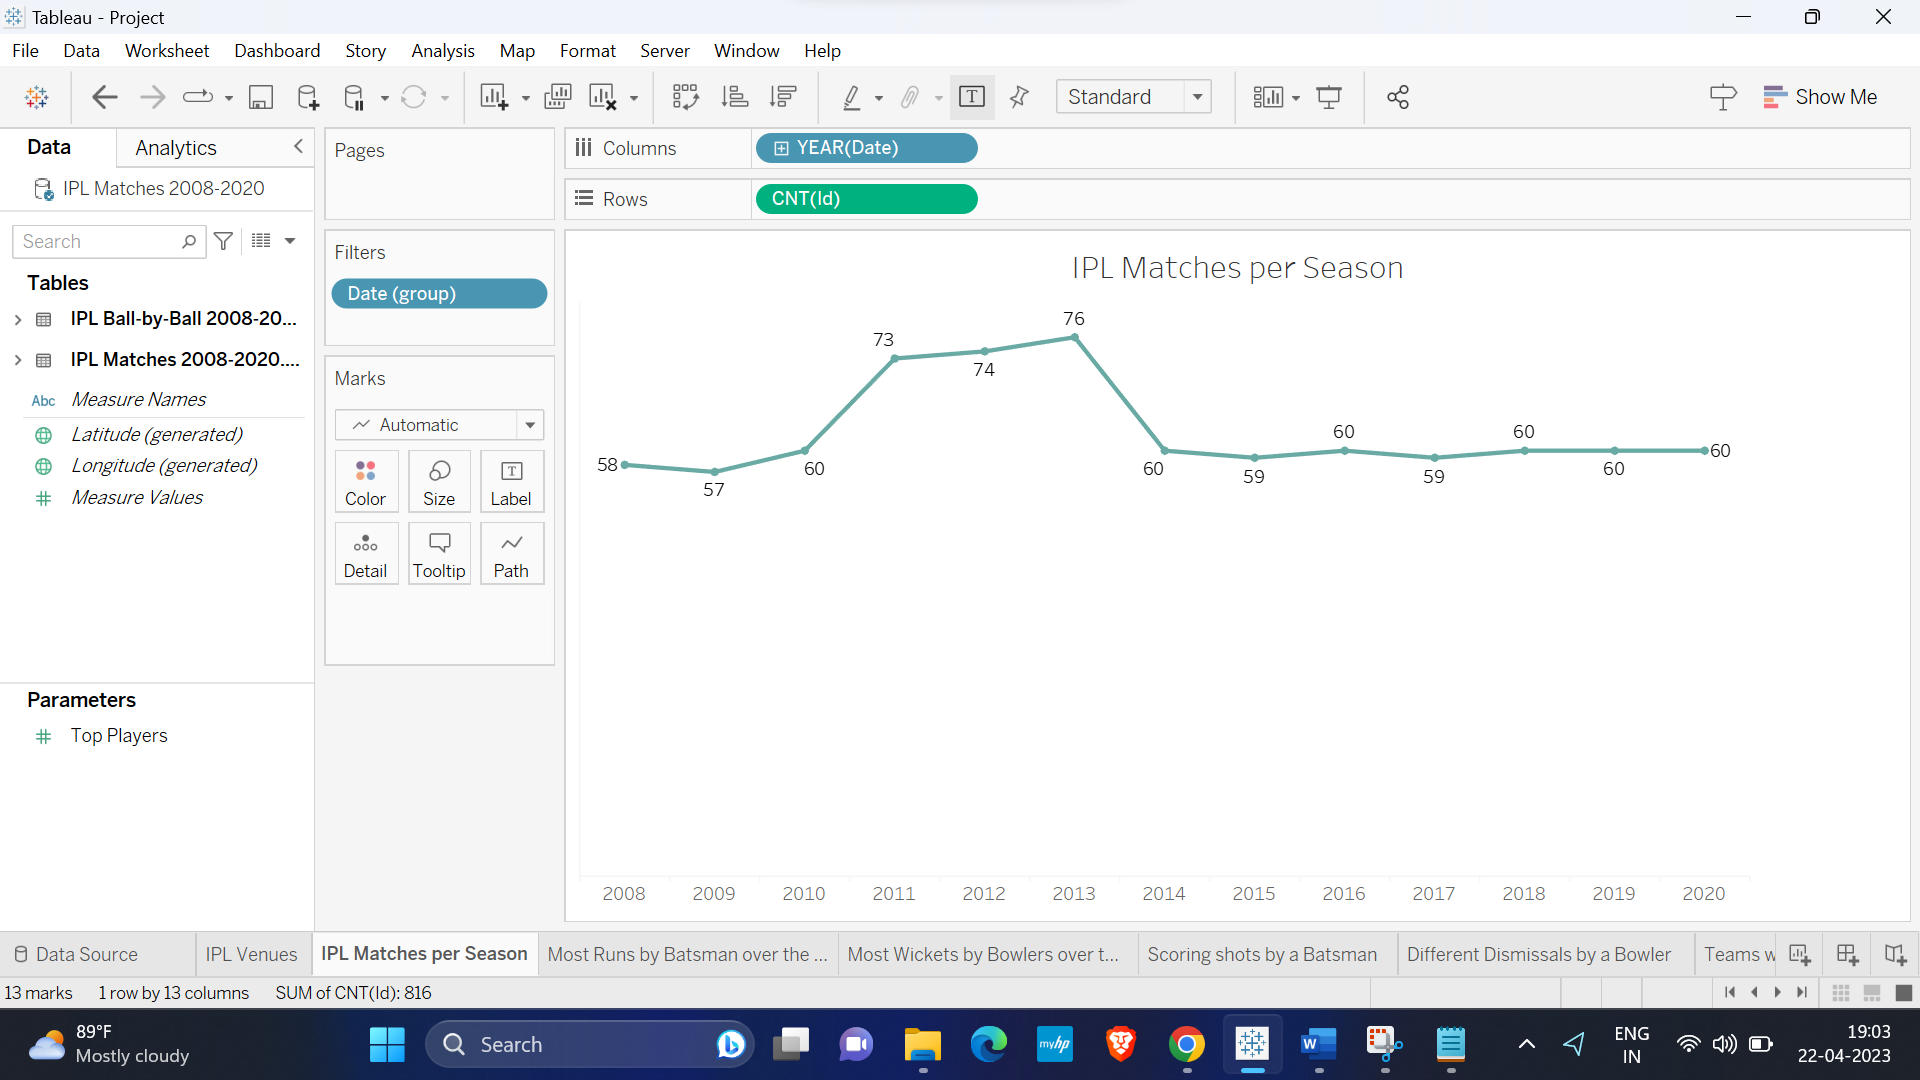 Tableau - Project
File Data Worksheet Dashboard Story Analysis Map Format Server Window Help
Standard
Show Me
Data
Analytics
IPL Matches 2008-2020
Search
Tables
IPL Ball-by-Ball 2008-20...
IPL Matches 2008-2020....
Abc Measure Names
Latitude (generated)
Longitude (generated)
Measure Values
Parameters
Top Players
Pages
Filters
Date (group)
Marks
Automatic
Color Size Label
Detail Tooltip Path
Columns YEAR(Date)
Rows CNT(Id)
IPL Matches per Season
58
57
60
73
74
76
60
59
60
59
60
60
60
2008 2009 2010 2011 2012 2013 2014 2015 2016 2017 2018 2019 2020
Data Source IPL Venues IPL Matches per Season Most Runs by Batsman over the ... Most Wickets by Bowlers over t... Scoring shots by a Batsman Different Dismissals by a Bowler Teams w
13 marks 1 row by 13 columns SUM of CNT(Id): 816
89°F
Mostly cloudy
Search
myhp
W
ENG
IN
19:03
22-04-2023